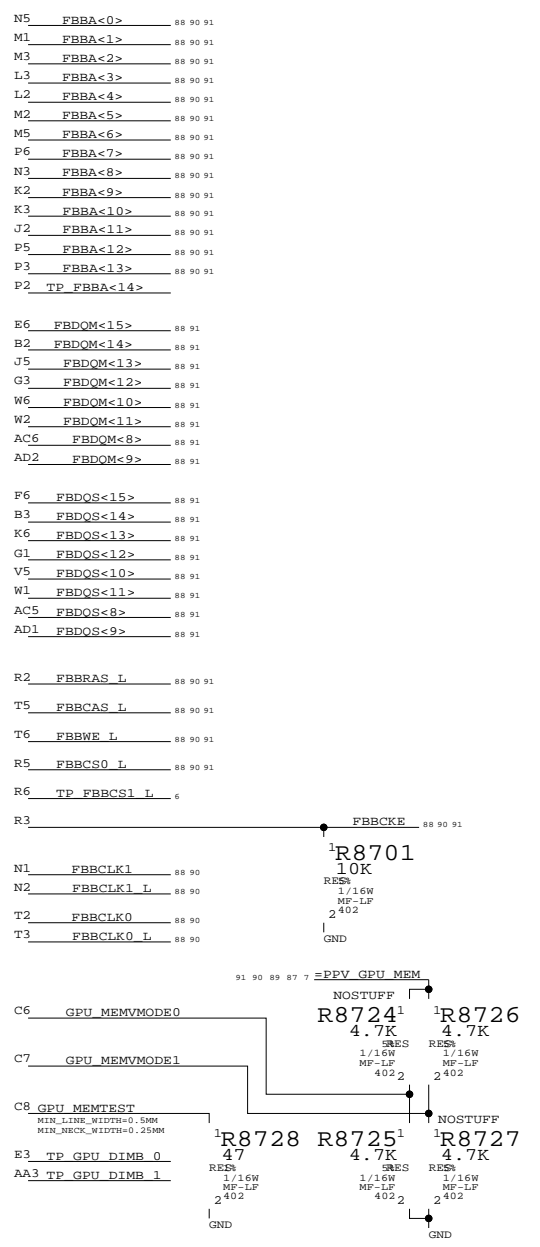 N5 FBBA<0> 88 90 91
M1 FBBA<1> 88 90 91
M3 FBBA<2> 88 90 91
L3 FBBA<3> 88 90 91
L2 FBBA<4> 88 90 91
M2 FBBA<5> 88 90 91
M5 FBBA<6> 88 90 91
P6 FBBA<7> 88 90 91
N3 FBBA<8> 88 90 91
K2 FBBA<9> 88 90 91
K3 FBBA<10> 88 90 91
J2 FBBA<11> 88 90 91
P5 FBBA<12> 88 90 91
P3 FBBA<13> 88 90 91
P2 TP_FBBA<14>
E6 FBDQM<15> 88 91
B2 FBDQM<14> 88 91
J5 FBDQM<13> 88 91
G3 FBDQM<12> 88 91
W6 FBDQM<10> 88 91
W2 FBDQM<11> 88 91
AC6 FBDQM<8> 88 91
AD2 FBDQM<9> 88 91
F6 FBDQS<15> 88 91
B3 FBDQS<14> 88 91
K6 FBDQS<13> 88 91
G1 FBDQS<12> 88 91
V5 FBDQS<10> 88 91
W1 FBDQS<11> 88 91
AC5 FBDQS<8> 88 91
AD1 FBDQS<9> 88 91
R2 FBBRAS_L 88 90 91
T5 FBBCAS_L 88 90 91
T6 FBBWE_L 88 90 91
R5 FBBCS0_L 88 90 91
R6 TP_FBBCS1_L 6
R3 FBBCKE 88 90 91
1 R8701
10K
RES 5%
1/16W
MF-LF
2 402
GND
N1 FBBCLK1 88 90
N2 FBBCLK1_L 88 90
T2 FBBCLK0 88 90
T3 FBBCLK0_L 88 90
91 90 89 87 7 =PPV_GPU_MEM
NOSTUFF
R8724 1 1 R8726
4.7K 4.7K
5% RES RES 5%
1/16W 1/16W
MF-LF MF-LF
402 2 2 402
C6 GPU_MEMVMODE0
C7 GPU_MEMVMODE1
C8 GPU_MEMTEST
MIN_LINE_WIDTH=0.5MM
MIN_NECK_WIDTH=0.25MM
NOSTUFF
1 R8728 R8725 1 1 R8727
47 4.7K 4.7K
RES 5% 5% RES RES 5%
1/16W 1/16W 1/16W
MF-LF MF-LF MF-LF
2 402 402 2 2 402
GND GND
E3 TP_GPU_DIMB_0
AA3 TP_GPU_DIMB_1